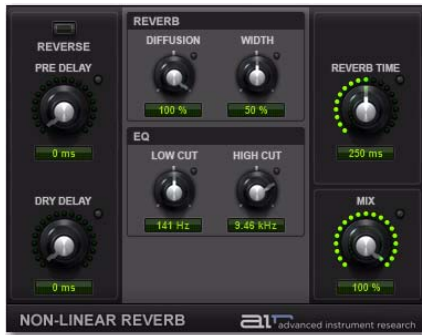 REVERSE
PRE DELAY
0 ms
DRY DELAY
0 ms
REVERB
DIFFUSION
WIDTH
100 %
50 %
EQ
LOW CUT
HIGH CUT
141 Hz
9.46 kHz
REVERB TIME
250 ms
MIX
100 %
NON-LINEAR REVERB
air advanced instrument research